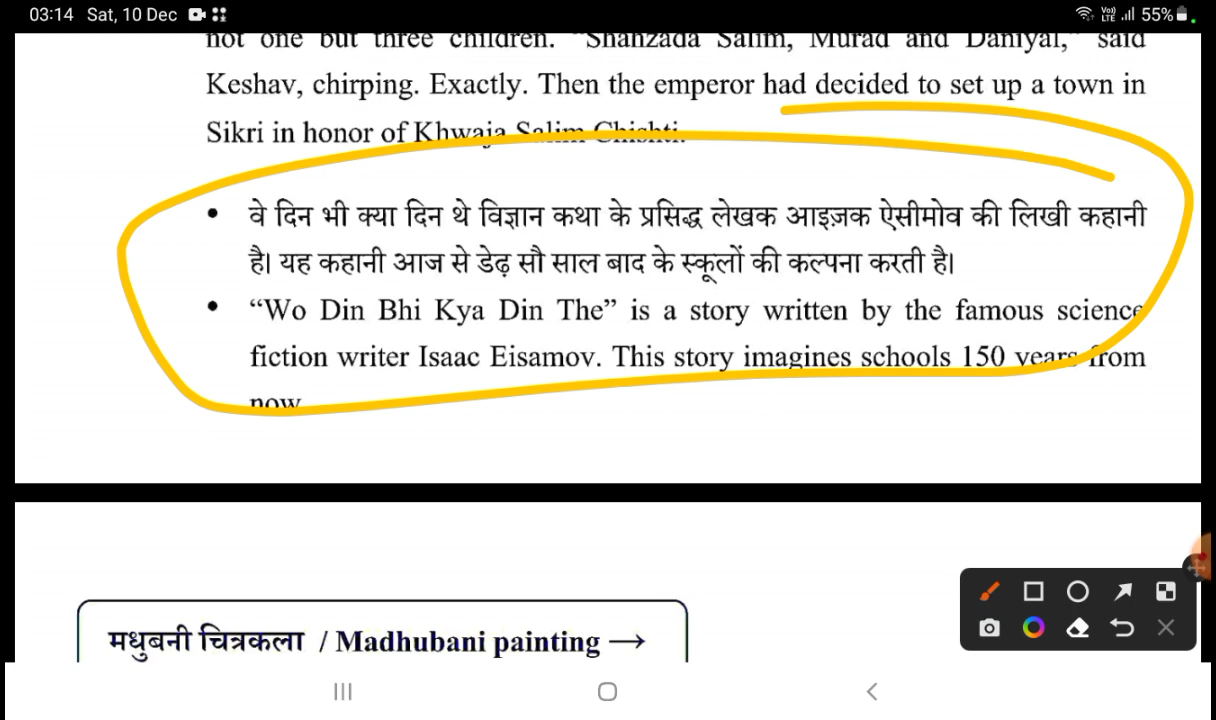 03:14 Sat, 10 Dec
Vo) LTE 55%
not one but three children. "Shahzada Salim, Murad and Daniyal," said
Keshav, chirping. Exactly. Then the emperor had decided to set up a town in
Sikri in honor of Khwaja Salim Chishti.
• वे दिन भी क्या दिन थे विज्ञान कथा के प्रसिद्ध लेखक आइज़क ऐसीमोव की लिखी कहानी
है। यह कहानी आज से डेढ़ सौ साल बाद के स्कूलों की कल्पना करती है।
• “Wo Din Bhi Kya Din The” is a story written by the famous science
fiction writer Isaac Eisamov. This story imagines schools 150 years from
now
मधुबनी चित्रकला / Madhubani painting →